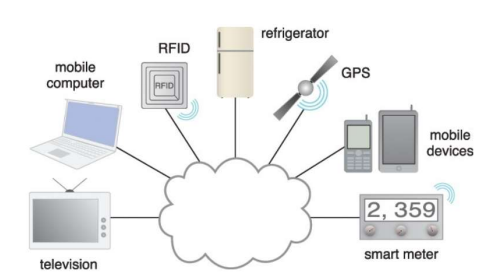 refrigerator
RFID
RFID
GPS
mobile
computer
mobile
devices
2, 359
television
smart meter